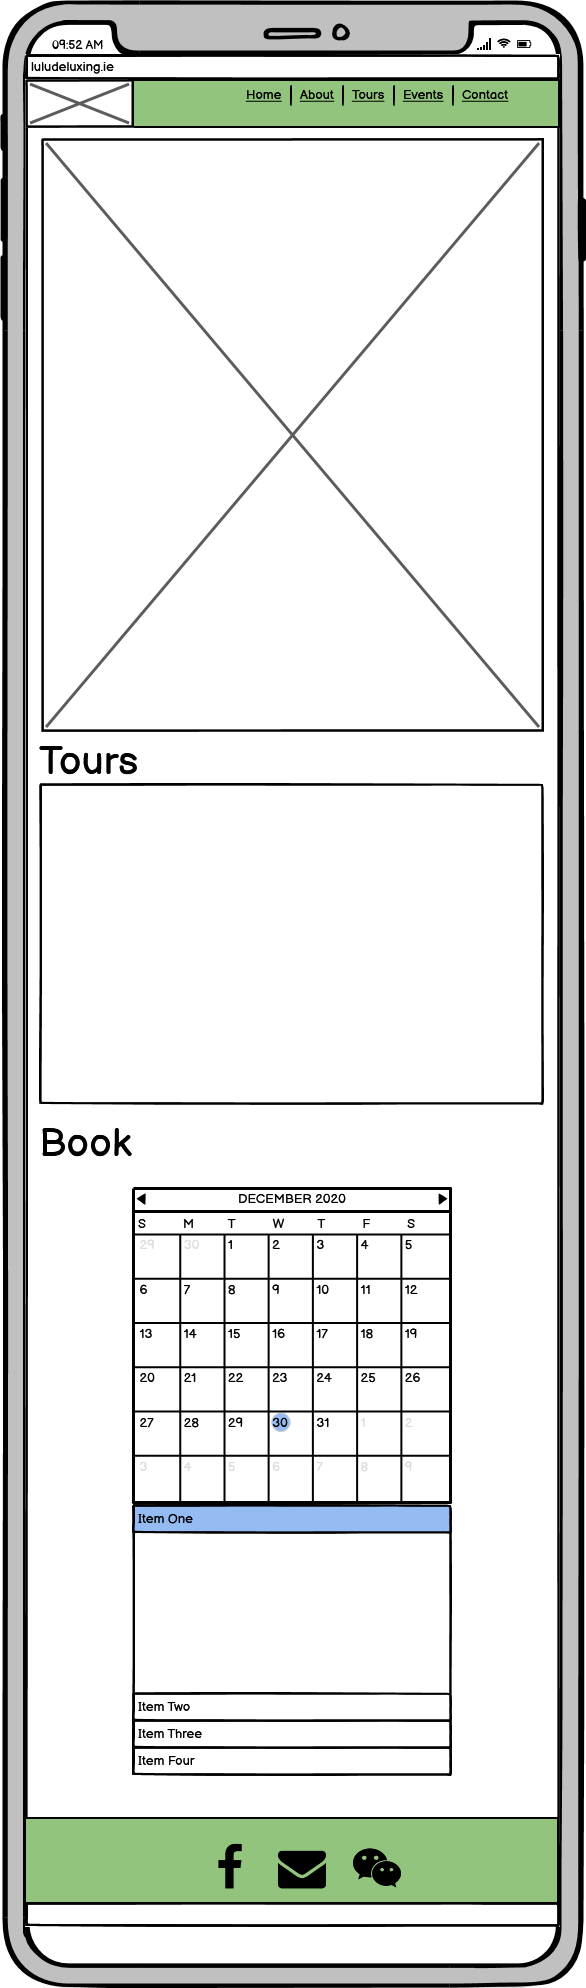 09:52 AM
luludeluxing.ie
Home About Tours Events Contact
Tours
Book
DECEMBER 2020
S M T W T F S
29 30 1 2 3 4 5
6 7 8 9 10 11 12
13 14 15 16 17 18 19
20 21 22 23 24 25 26
27 28 29 30 31 1 2
3 4 5 6 7 8 9
Item One
Item Two
Item Three
Item Four